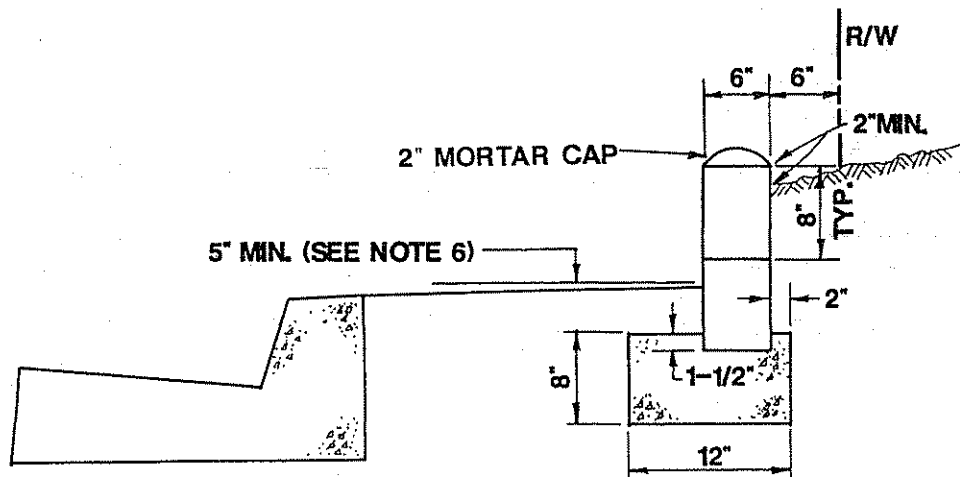 R/W
6" 6"
2" MIN.
2" MORTAR CAP
8"
TYP.
5" MIN. (SEE NOTE 6)
2"
8"
1-1/2"
12"